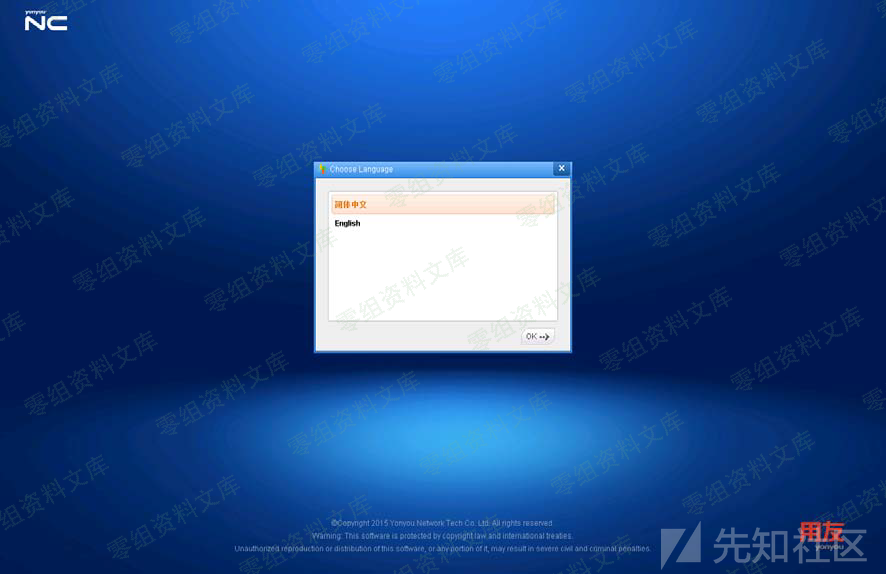 yonyou
NC
Choose Language
简体中文
English
OK
©Copyright 2015 Yonyou Network Tech Co. Ltd. All rights reserved.
Warning: This software is protected by copyright law and international treaties.
Unauthorized reproduction or distribution of this software, or any portion of it, may result in severe civil and criminal penalties.
用友
yonyou
先知社区
零组资料文库